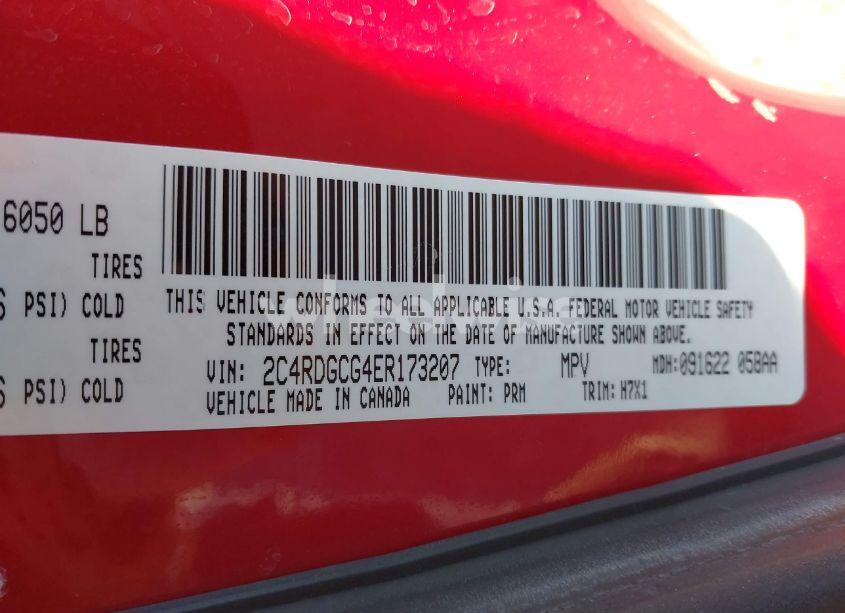 6050 LB
TIRES
PSI) COLD
TIRES
PSI) COLD
THIS VEHICLE CONFORMS TO ALL APPLICABLE U.S.A. FEDERAL MOTOR VEHICLE SAFETY
STANDARDS IN EFFECT ON THE DATE OF MANUFACTURE SHOWN ABOVE.
VIN: 2C4RDGCG4ER173207 TYPE: MPV MDH:091622 058AA
VEHICLE MADE IN CANADA PAINT: PRM TRIM: H7X1